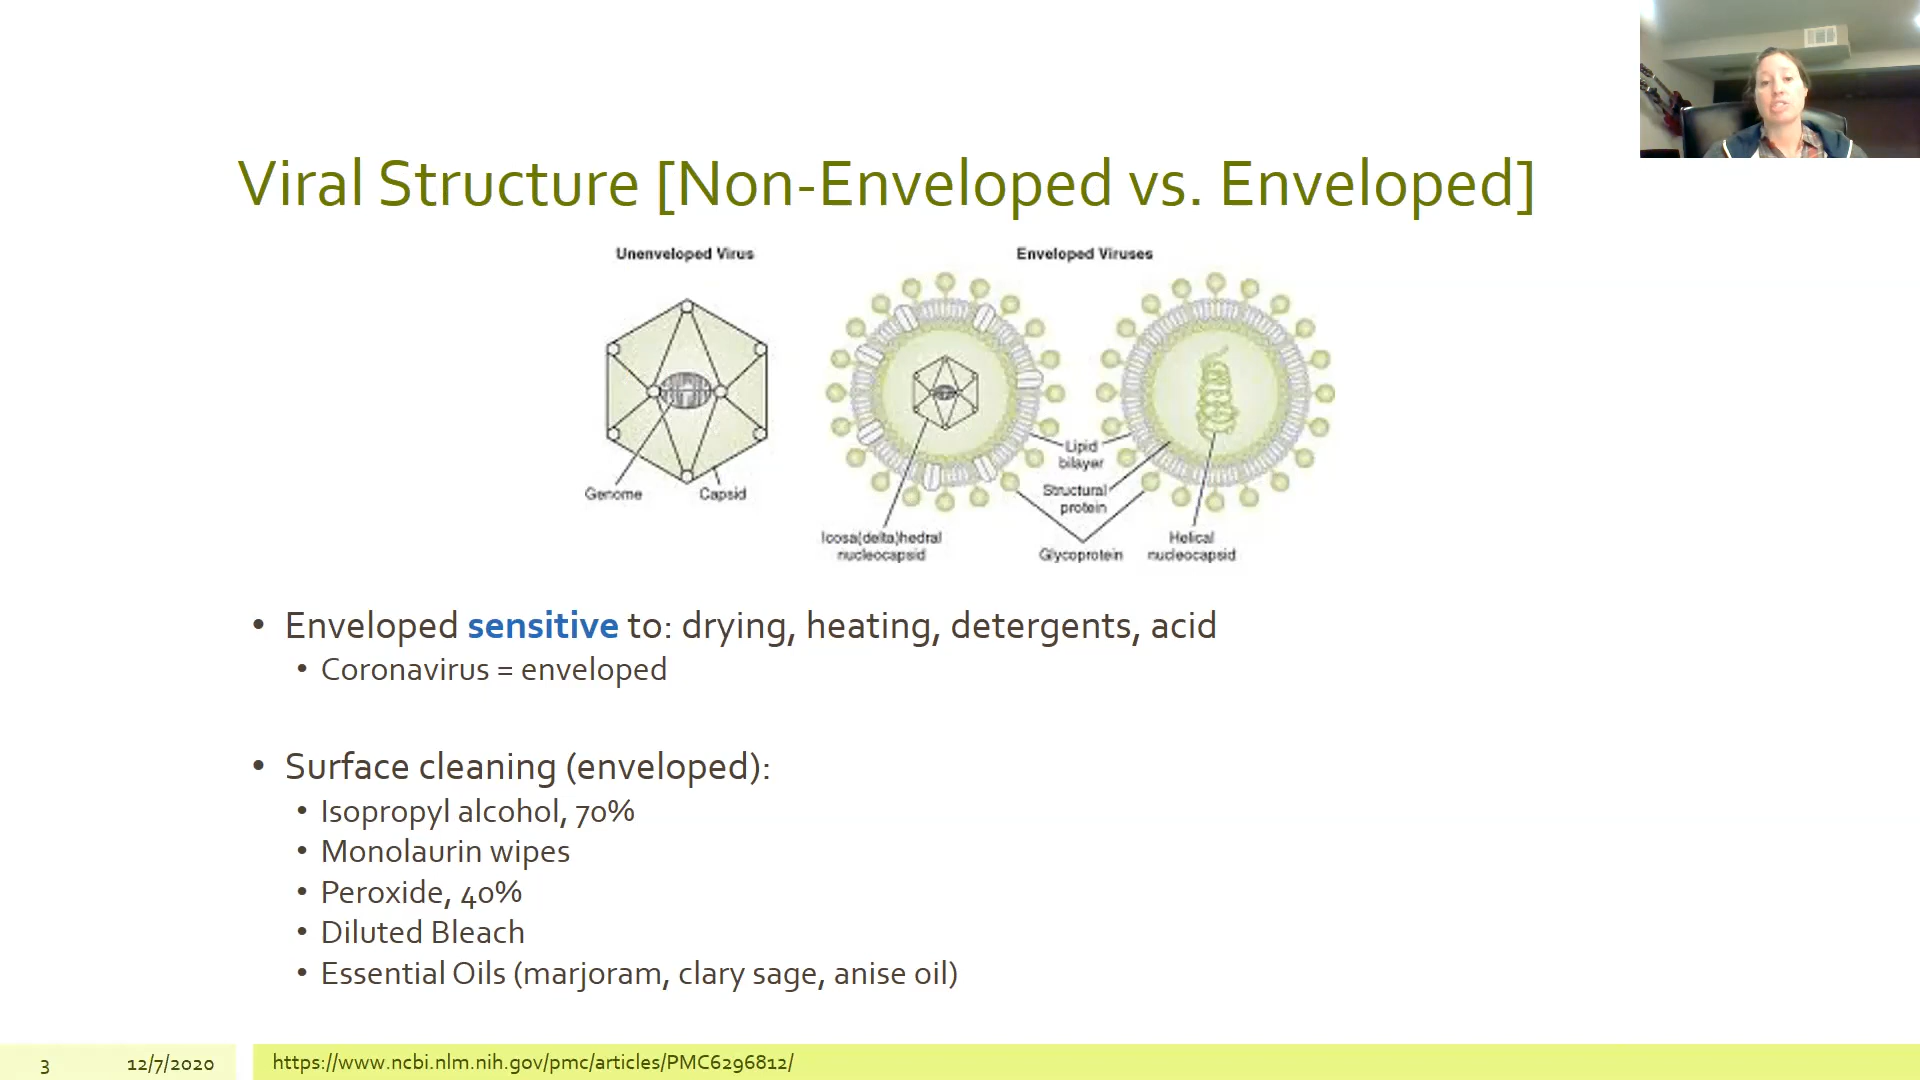 Viral Structure [Non-Enveloped vs. Enveloped]
Unenveloped Virus
Enveloped Viruses
Genome
Capsid
Lipid
bilayer
Structural
protein
Icosa(delta)hedral
nucleocapsid
Glycoprotein
Helical
nucleocapsid
• Enveloped sensitive to: drying, heating, detergents, acid
• Coronavirus = enveloped
• Surface cleaning (enveloped):
• Isopropyl alcohol, 70%
• Monolaurin wipes
• Peroxide, 40%
• Diluted Bleach
• Essential Oils (marjoram, clary sage, anise oil)
3
12/7/2020
https://www.ncbi.nlm.nih.gov/pmc/articles/PMC6296812/